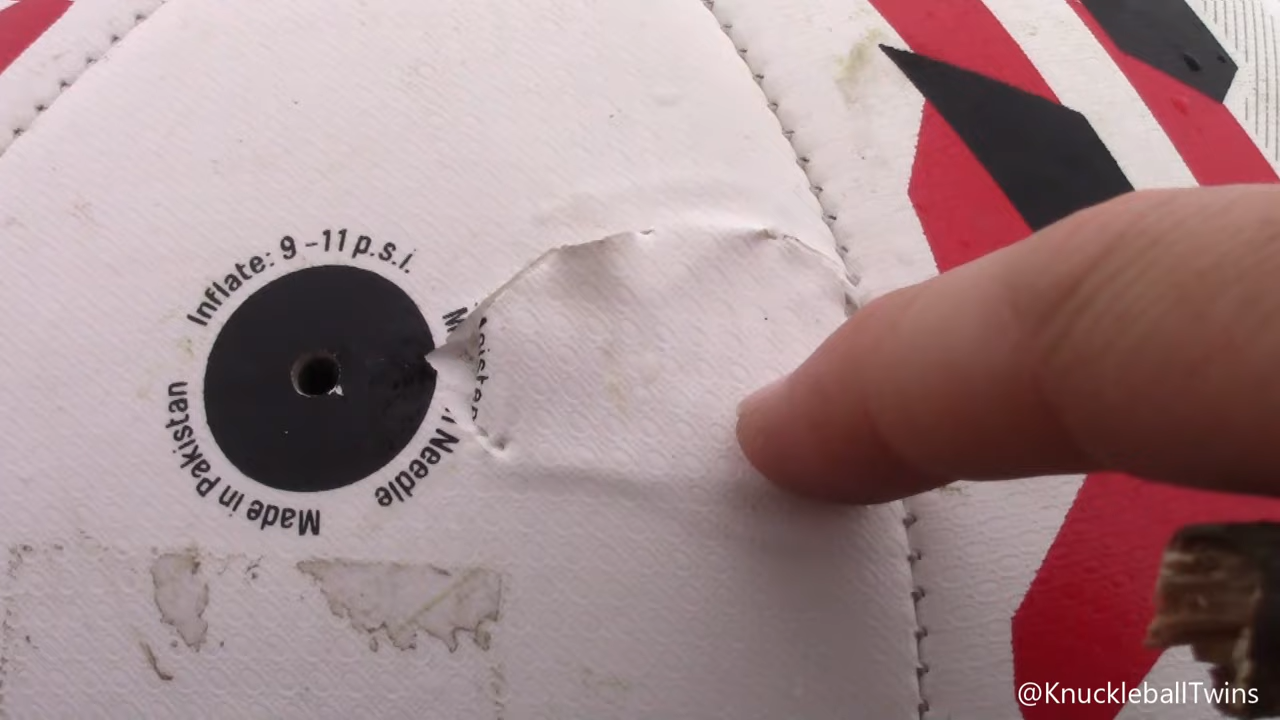 Inflate: 9-11 p.s.i.
Needle
Made in Pakistan
@KnuckleballTwins